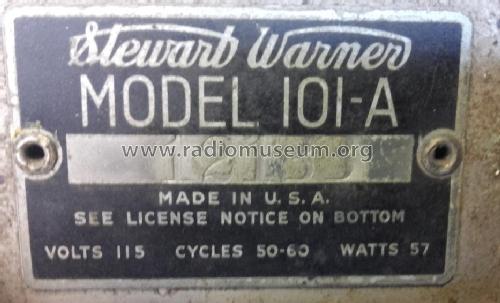 Stewart Warner
MODEL 101-A
www.radiomuseum.org
MADE IN U.S.A.
SEE LICENSE NOTICE ON BOTTOM
VOLTS 115 CYCLES 50-60 WATTS 57